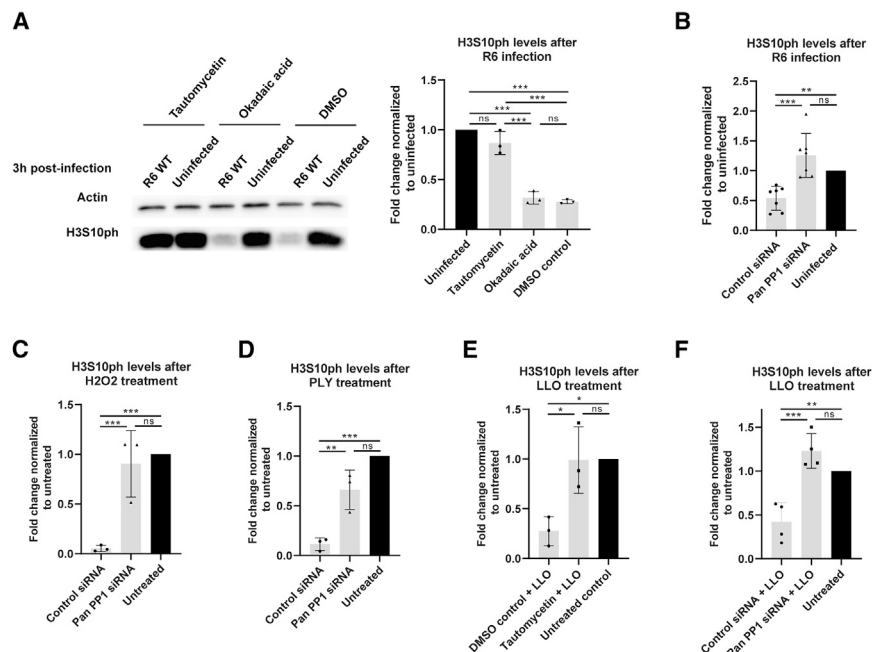 A
Tautomycetin
Okadaic acid
DMSO
3h post-infection
R6 WT
Uninfected
R6 WT
Uninfected
R6 WT
Uninfected
Actin
H3S10ph
H3S10ph levels after
R6 infection
Fold change normalized
to uninfected
1.5
1.0
0.5
0.0
***
***
***
ns
***
ns
Uninfected
Tautomycetin
Okadaic acid
DMSO control
B
H3S10ph levels after
R6 infection
Fold change normalized
to uninfected
2.5
2.0
1.5
1.0
0.5
0.0
**
***
ns
Control siRNA
Pan PP1 siRNA
Uninfected
C
H3S10ph levels after
H2O2 treatment
Fold change normalized
to untreated
1.5
1.0
0.5
0.0
***
***
ns
Control siRNA
Pan PP1 siRNA
Untreated
D
H3S10ph levels after
PLY treatment
Fold change normalized
to untreated
1.5
1.0
0.5
0.0
***
**
ns
Control siRNA
Pan PP1 siRNA
Untreated
E
H3S10ph levels after
LLO treatment
Fold change normalized
to untreated
1.5
1.0
0.5
0.0
*
*
ns
DMSO control + LLO
Tautomycetin + LLO
Untreated control
F
H3S10ph levels after
LLO treatment
Fold change normalized
to untreated
1.5
1.0
0.5
0.0
**
***
ns
Control siRNA + LLO
Pan PP1 siRNA + LLO
Untreated